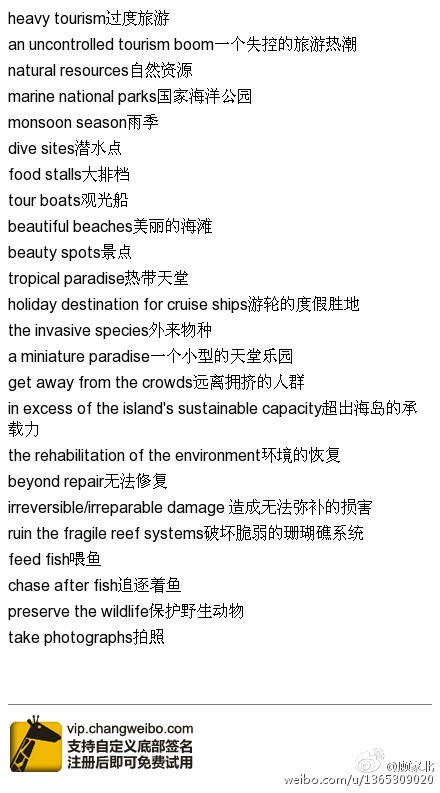 heavy tourism过度旅游
an uncontrolled tourism boom一个失控的旅游热潮
natural resources自然资源
marine national parks国家海洋公园
monsoon season雨季
dive sites潜水点
food stalls大排档
tour boats观光船
beautiful beaches美丽的海滩
beauty spots景点
tropical paradise热带天堂
holiday destination for cruise ships游轮的度假胜地
the invasive species外来物种
a miniature paradise一个小型的天堂乐园
get away from the crowds远离拥挤的人群
in excess of the island's sustainable capacity超出海岛的承
载力
the rehabilitation of the environment环境的恢复
beyond repair无法修复
irreversible/irreparable damage 造成无法弥补的损害
ruin the fragile reef systems破坏脆弱的珊瑚礁系统
feed fish喂鱼
chase after fish追逐着鱼
preserve the wildlife保护野生动物
take photographs拍照
vip.changweibo.com
支持自定义底部签名
注册后即可免费试用
@顾家北
weibo.com/u/1365309020